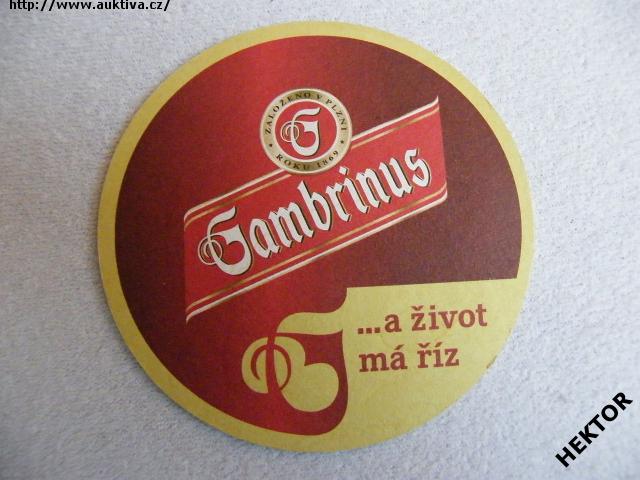 http://www.auktiva.cz/
ZALOŽENO V PLZNI
G
ROKU 1869
Gambrinus
G
...a život
má říz
HEKTOR